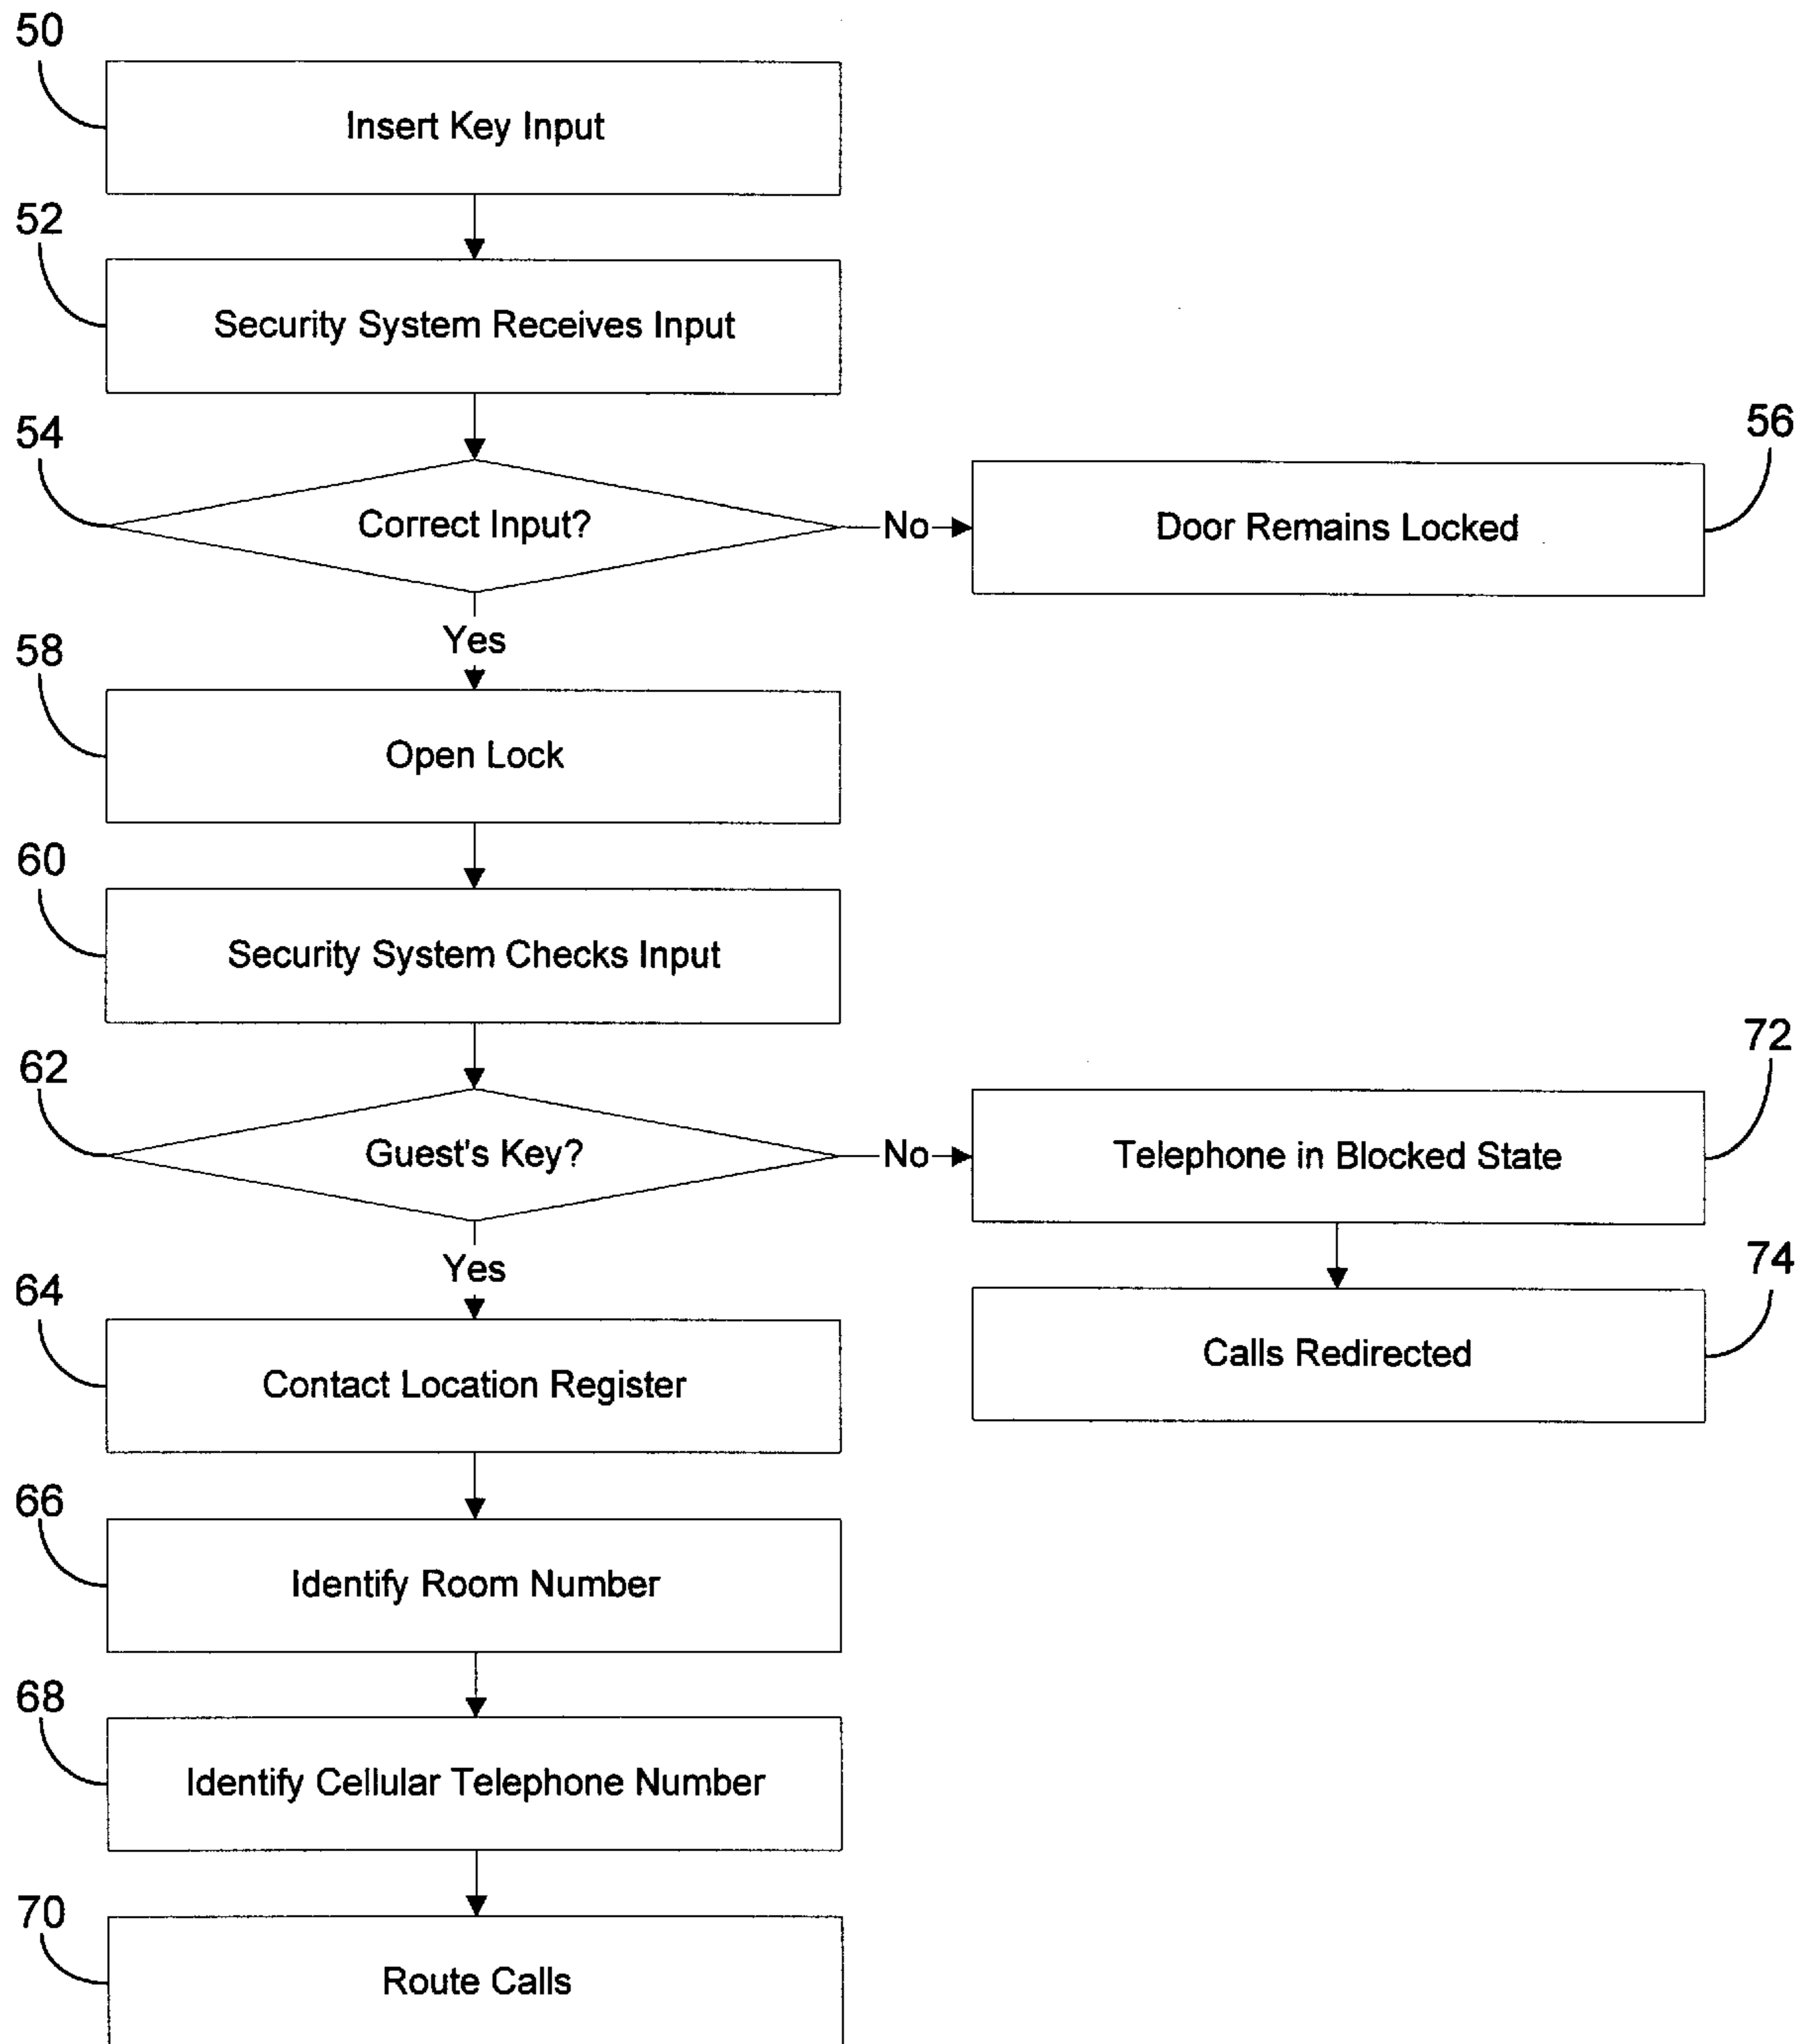 50
Insert Key Input
52
Security System Receives Input
54
Correct Input?
No
56
Door Remains Locked
Yes
58
Open Lock
60
Security System Checks Input
62
Guest's Key?
No
72
Telephone in Blocked State
Yes
74
Calls Redirected
64
Contact Location Register
66
Identify Room Number
68
Identify Cellular Telephone Number
70
Route Calls